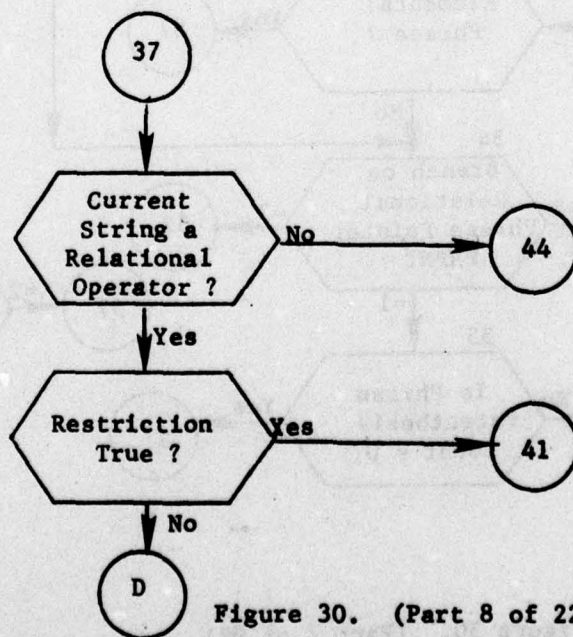 37
Current
String a
Relational
Operator ?
No
44
Yes
Restriction
True ?
Yes
41
No
D
Figure 30. (Part 8 of 22